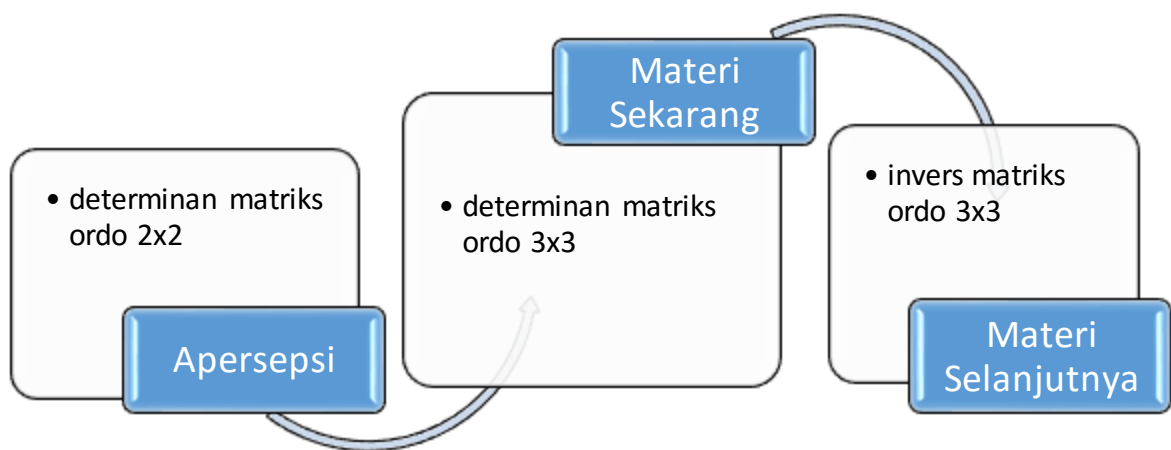 • determinan matriks
ordo 2x2
Apersepsi
Materi
Sekarang
• determinan matriks
ordo 3x3
• invers matriks
ordo 3x3
Materi
Selanjutnya